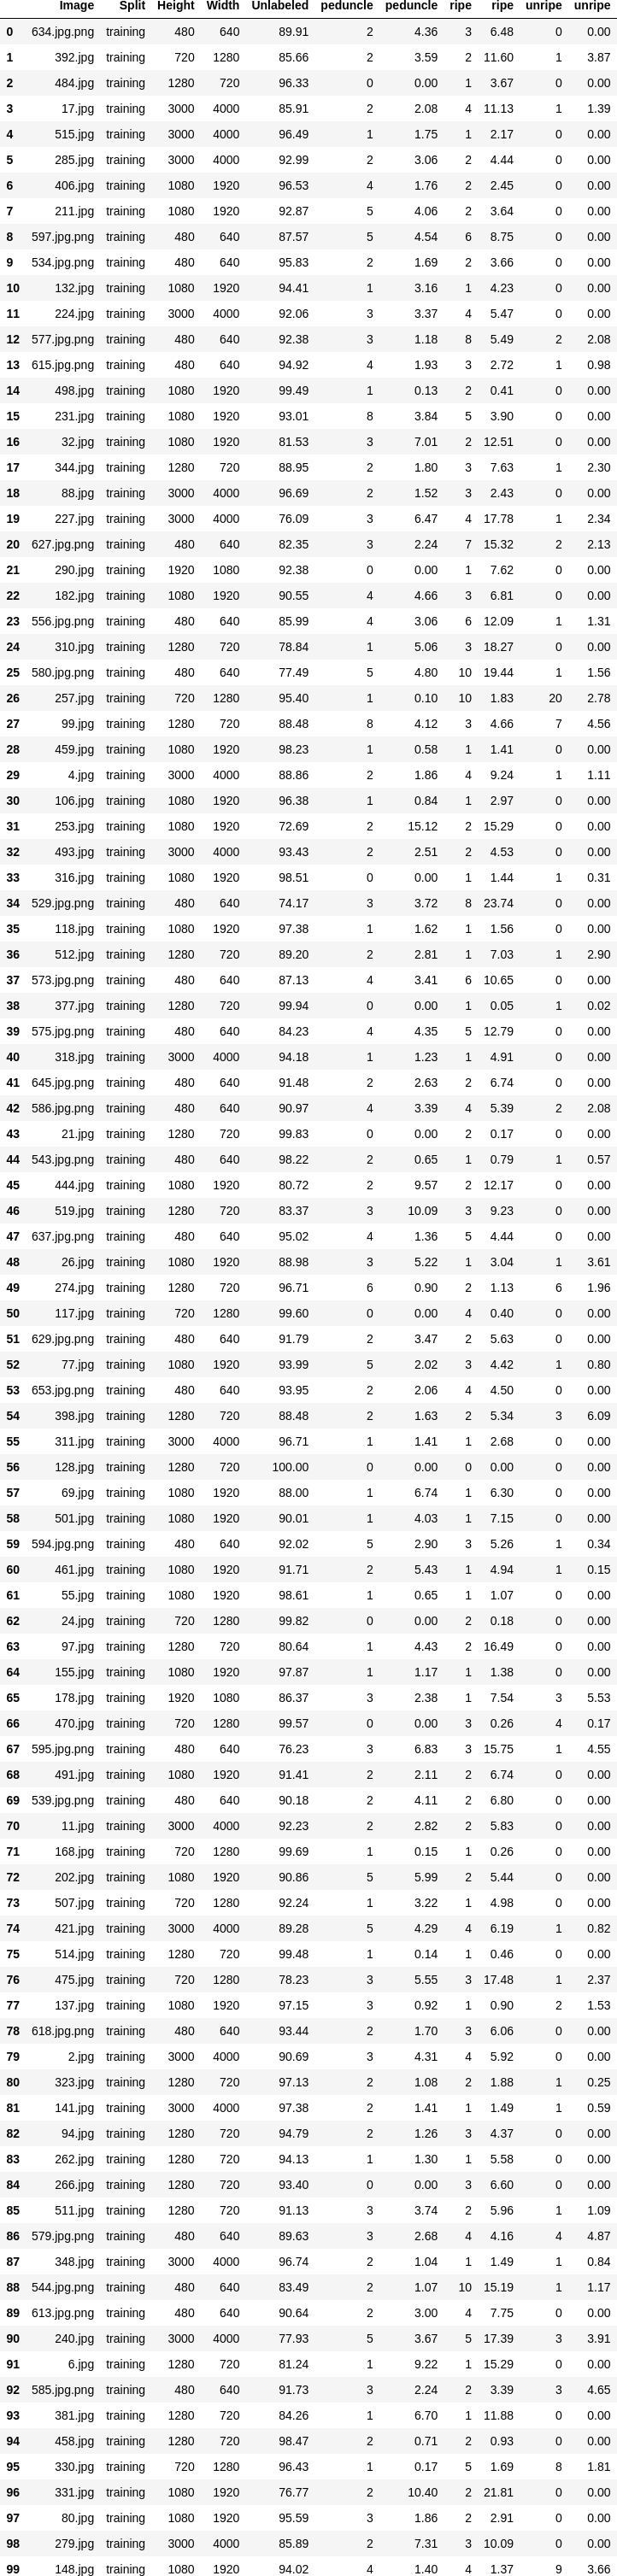 Image Split Height Width Unlabeled peduncle peduncle ripe ripe unripe unripe
0 634.jpg.png training 480 640 89.91 2 4.36 3 6.48 0 0.00
1 392.jpg training 720 1280 85.66 2 3.59 2 11.60 1 3.87
2 484.jpg training 1280 720 96.33 0 0.00 1 3.67 0 0.00
3 17.jpg training 3000 4000 85.91 2 2.08 4 11.13 1 1.39
4 515.jpg training 3000 4000 96.49 1 1.75 1 2.17 0 0.00
5 285.jpg training 3000 4000 92.99 2 3.06 2 4.44 0 0.00
6 406.jpg training 1080 1920 96.53 4 1.76 2 2.45 0 0.00
7 211.jpg training 1080 1920 92.87 5 4.06 2 3.64 0 0.00
8 597.jpg.png training 480 640 87.57 5 4.54 6 8.75 0 0.00
9 534.jpg.png training 480 640 95.83 2 1.69 2 3.66 0 0.00
10 132.jpg training 1080 1920 94.41 1 3.16 1 4.23 0 0.00
11 224.jpg training 3000 4000 92.06 3 3.37 4 5.47 0 0.00
12 577.jpg.png training 480 640 92.38 3 1.18 8 5.49 2 2.08
13 615.jpg.png training 480 640 94.92 4 1.93 3 2.72 1 0.98
14 498.jpg training 1080 1920 99.49 1 0.13 2 0.41 0 0.00
15 231.jpg training 1080 1920 93.01 8 3.84 5 3.90 0 0.00
16 32.jpg training 1080 1920 81.53 3 7.01 2 12.51 0 0.00
17 344.jpg training 1280 720 88.95 2 1.80 3 7.63 1 2.30
18 88.jpg training 3000 4000 96.69 2 1.52 3 2.43 0 0.00
19 227.jpg training 3000 4000 76.09 3 6.47 4 17.78 1 2.34
20 627.jpg.png training 480 640 82.35 3 2.24 7 15.32 2 2.13
21 290.jpg training 1920 1080 92.38 0 0.00 1 7.62 0 0.00
22 182.jpg training 1080 1920 90.55 4 4.66 3 6.81 0 0.00
23 556.jpg.png training 480 640 85.99 4 3.06 6 12.09 1 1.31
24 310.jpg training 1280 720 78.84 1 5.06 3 18.27 0 0.00
25 580.jpg.png training 480 640 77.49 5 4.80 10 19.44 1 1.56
26 257.jpg training 720 1280 95.40 1 0.10 10 1.83 20 2.78
27 99.jpg training 1280 720 88.48 8 4.12 3 4.66 7 4.56
28 459.jpg training 1080 1920 98.23 1 0.58 1 1.41 0 0.00
29 4.jpg training 3000 4000 88.86 2 1.86 4 9.24 1 1.11
30 106.jpg training 1080 1920 96.38 1 0.84 1 2.97 0 0.00
31 253.jpg training 1080 1920 72.69 2 15.12 2 15.29 0 0.00
32 493.jpg training 3000 4000 93.43 2 2.51 2 4.53 0 0.00
33 316.jpg training 1080 1920 98.51 0 0.00 1 1.44 1 0.31
34 529.jpg.png training 480 640 74.17 3 3.72 8 23.74 0 0.00
35 118.jpg training 1080 1920 97.38 1 1.62 1 1.56 0 0.00
36 512.jpg training 1280 720 89.20 2 2.81 1 7.03 1 2.90
37 573.jpg.png training 480 640 87.13 4 3.41 6 10.65 0 0.00
38 377.jpg training 1280 720 99.94 0 0.00 1 0.05 1 0.02
39 575.jpg.png training 480 640 84.23 4 4.35 5 12.79 0 0.00
40 318.jpg training 3000 4000 94.18 1 1.23 1 4.91 0 0.00
41 645.jpg.png training 480 640 91.48 2 2.63 2 6.74 0 0.00
42 586.jpg.png training 480 640 90.97 4 3.39 4 5.39 2 2.08
43 21.jpg training 1280 720 99.83 0 0.00 2 0.17 0 0.00
44 543.jpg.png training 480 640 98.22 2 0.65 1 0.79 1 0.57
45 444.jpg training 1080 1920 80.72 2 9.57 2 12.17 0 0.00
46 519.jpg training 1280 720 83.37 3 10.09 3 9.23 0 0.00
47 637.jpg.png training 480 640 95.02 4 1.36 5 4.44 0 0.00
48 26.jpg training 1080 1920 88.98 3 5.22 1 3.04 1 3.61
49 274.jpg training 1280 720 96.71 6 0.90 2 1.13 6 1.96
50 117.jpg training 720 1280 99.60 0 0.00 4 0.40 0 0.00
51 629.jpg.png training 480 640 91.79 2 3.47 2 5.63 0 0.00
52 77.jpg training 1080 1920 93.99 5 2.02 3 4.42 1 0.80
53 653.jpg.png training 480 640 93.95 2 2.06 4 4.50 0 0.00
54 398.jpg training 1280 720 88.48 2 1.63 2 5.34 3 6.09
55 311.jpg training 3000 4000 96.71 1 1.41 1 2.68 0 0.00
56 128.jpg training 1280 720 100.00 0 0.00 0 0.00 0 0.00
57 69.jpg training 1080 1920 88.00 1 6.74 1 6.30 0 0.00
58 501.jpg training 1080 1920 90.01 1 4.03 1 7.15 0 0.00
59 594.jpg.png training 480 640 92.02 5 2.90 3 5.26 1 0.34
60 461.jpg training 1080 1920 91.71 2 5.43 1 4.94 1 0.15
61 55.jpg training 1080 1920 98.61 1 0.65 1 1.07 0 0.00
62 24.jpg training 720 1280 99.82 0 0.00 2 0.18 0 0.00
63 97.jpg training 1280 720 80.64 1 4.43 2 16.49 0 0.00
64 155.jpg training 1080 1920 97.87 1 1.17 1 1.38 0 0.00
65 178.jpg training 1920 1080 86.37 3 2.38 1 7.54 3 5.53
66 470.jpg training 720 1280 99.57 0 0.00 3 0.26 4 0.17
67 595.jpg.png training 480 640 76.23 3 6.83 3 15.75 1 4.55
68 491.jpg training 1080 1920 91.41 2 2.11 2 6.74 0 0.00
69 539.jpg.png training 480 640 90.18 2 4.11 2 6.80 0 0.00
70 11.jpg training 3000 4000 92.23 2 2.82 2 5.83 0 0.00
71 168.jpg training 720 1280 99.69 1 0.15 1 0.26 0 0.00
72 202.jpg training 1080 1920 90.86 5 5.99 2 5.44 0 0.00
73 507.jpg training 720 1280 92.24 1 3.22 1 4.98 0 0.00
74 421.jpg training 3000 4000 89.28 5 4.29 4 6.19 1 0.82
75 514.jpg training 1280 720 99.48 1 0.14 1 0.46 0 0.00
76 475.jpg training 720 1280 78.23 3 5.55 3 17.48 1 2.37
77 137.jpg training 1080 1920 97.15 3 0.92 1 0.90 2 1.53
78 618.jpg.png training 480 640 93.44 2 1.70 3 6.06 0 0.00
79 2.jpg training 3000 4000 90.69 3 4.31 4 5.92 0 0.00
80 323.jpg training 1280 720 97.13 2 1.08 2 1.88 1 0.25
81 141.jpg training 3000 4000 97.38 2 1.41 1 1.49 1 0.59
82 94.jpg training 1280 720 94.79 2 1.26 3 4.37 0 0.00
83 262.jpg training 1280 720 94.13 1 1.30 1 5.58 0 0.00
84 266.jpg training 1280 720 93.40 0 0.00 3 6.60 0 0.00
85 511.jpg training 1280 720 91.13 3 3.74 2 5.96 1 1.09
86 579.jpg.png training 480 640 89.63 3 2.68 4 4.16 4 4.87
87 348.jpg training 3000 4000 96.74 2 1.04 1 1.49 1 0.84
88 544.jpg.png training 480 640 83.49 2 1.07 10 15.19 1 1.17
89 613.jpg.png training 480 640 90.64 2 3.00 4 7.75 0 0.00
90 240.jpg training 3000 4000 77.93 5 3.67 5 17.39 3 3.91
91 6.jpg training 1280 720 81.24 1 9.22 1 15.29 0 0.00
92 585.jpg.png training 480 640 91.73 3 2.24 2 3.39 3 4.65
93 381.jpg training 1280 720 84.26 1 6.70 1 11.88 0 0.00
94 458.jpg training 1280 720 98.47 2 0.71 2 0.93 0 0.00
95 330.jpg training 720 1280 96.43 1 0.17 5 1.69 8 1.81
96 331.jpg training 1080 1920 76.77 2 10.40 2 21.81 0 0.00
97 80.jpg training 1080 1920 95.59 3 1.86 2 2.91 0 0.00
98 279.jpg training 3000 4000 85.89 2 7.31 3 10.09 0 0.00
99 148.jpg training 1080 1920 94.02 4 1.40 4 1.37 9 3.66